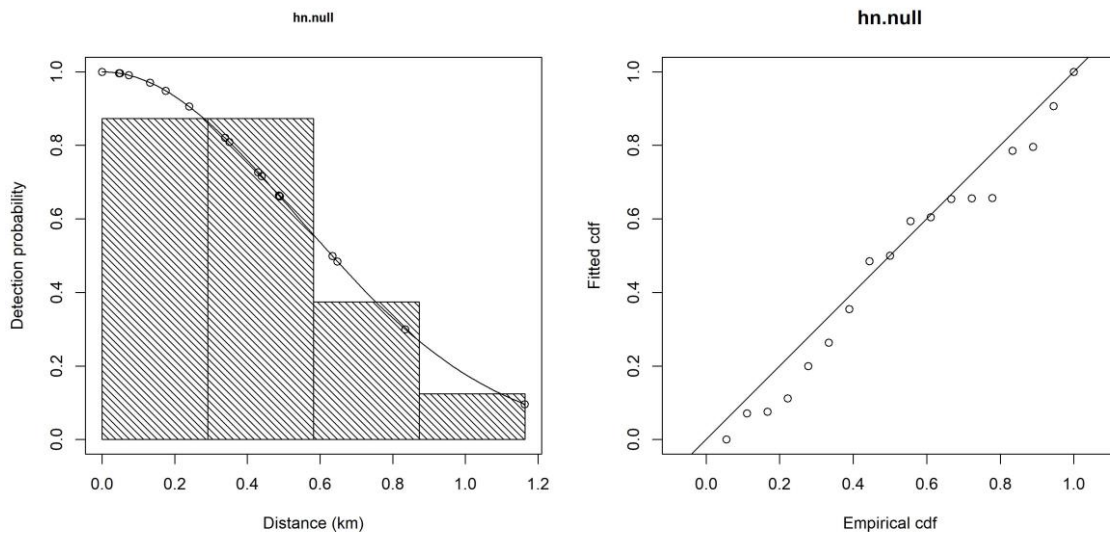 hn.null
Detection probability
1.0
0.8
0.6
0.4
0.2
0.0
0.0 0.2 0.4 0.6 0.8 1.0 1.2
Distance (km)
hn.null
Fitted cdf
1.0
0.8
0.6
0.4
0.2
0.0
0.0 0.2 0.4 0.6 0.8 1.0
Empirical cdf